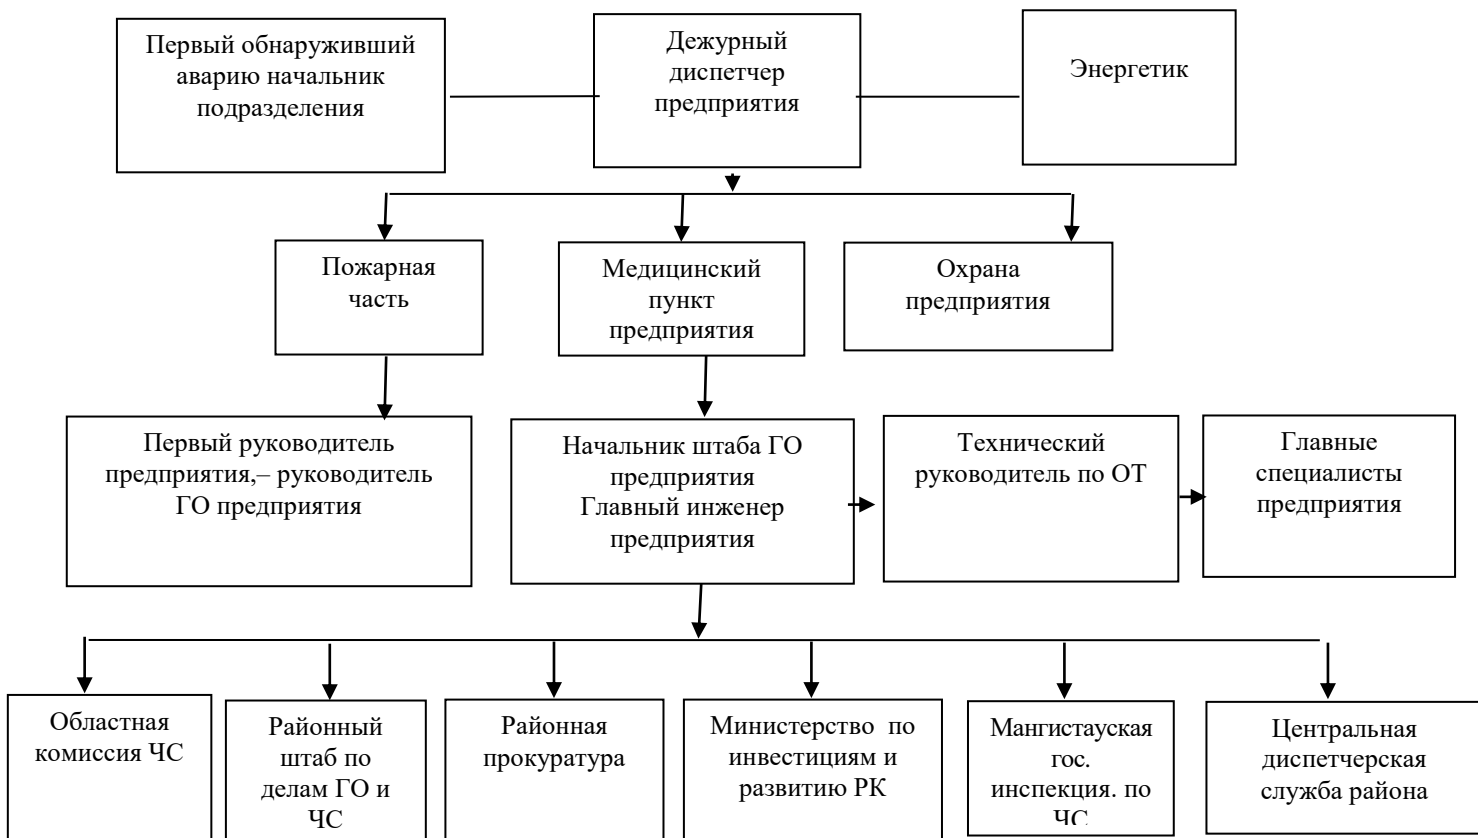 Первый обнаруживший
аварию начальник
подразделения
Дежурный
диспетчер
предприятия
Энергетик
Пожарная
часть
Медицинский
пункт
предприятия
Охрана
предприятия
Первый руководитель
предприятия,– руководитель
ГО предприятия
Начальник штаба ГО
предприятия
Главный инженер
предприятия
Технический
руководитель по ОТ
Главные
специалисты
предприятия
Областная
комиссия ЧС
Районный
штаб по
делам ГО и
ЧС
Районная
прокуратура
Министерство по
инвестициям и
развитию РК
Мангистауская
гос.
инспекция. по
ЧС
Центральная
диспетчерская
служба района